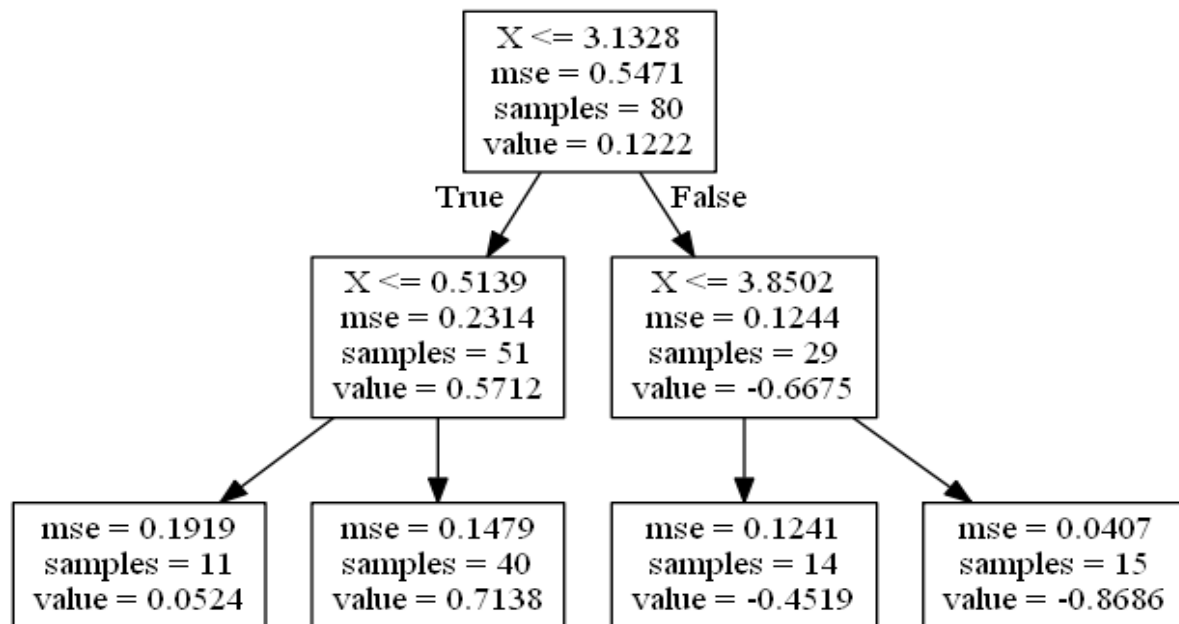 X <= 3.1328
mse = 0.5471
samples = 80
value = 0.1222
True
False
X <= 0.5139
mse = 0.2314
samples = 51
value = 0.5712
X <= 3.8502
mse = 0.1244
samples = 29
value = -0.6675
mse = 0.1919
samples = 11
value = 0.0524
mse = 0.1479
samples = 40
value = 0.7138
mse = 0.1241
samples = 14
value = -0.4519
mse = 0.0407
samples = 15
value = -0.8686